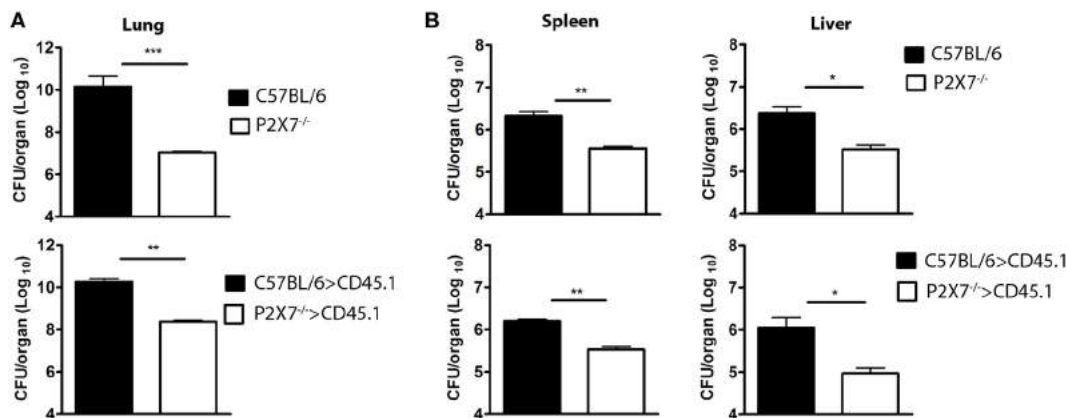 A
Lung
CFU/organ (Log 10)
12
10
8
6
4
***
C57BL/6
P2X7-/-
CFU/organ (Log 10)
12
10
8
6
4
**
C57BL/6>CD45.1
P2X7-/->CD45.1
B
Spleen
CFU/organ (Log 10)
8
7
6
5
4
**
Liver
CFU/organ (Log 10)
8
7
6
5
4
*
C57BL/6
P2X7-/-
CFU/organ (Log 10)
8
7
6
5
4
**
CFU/organ (Log 10)
8
7
6
5
4
*
C57BL/6>CD45.1
P2X7-/->CD45.1